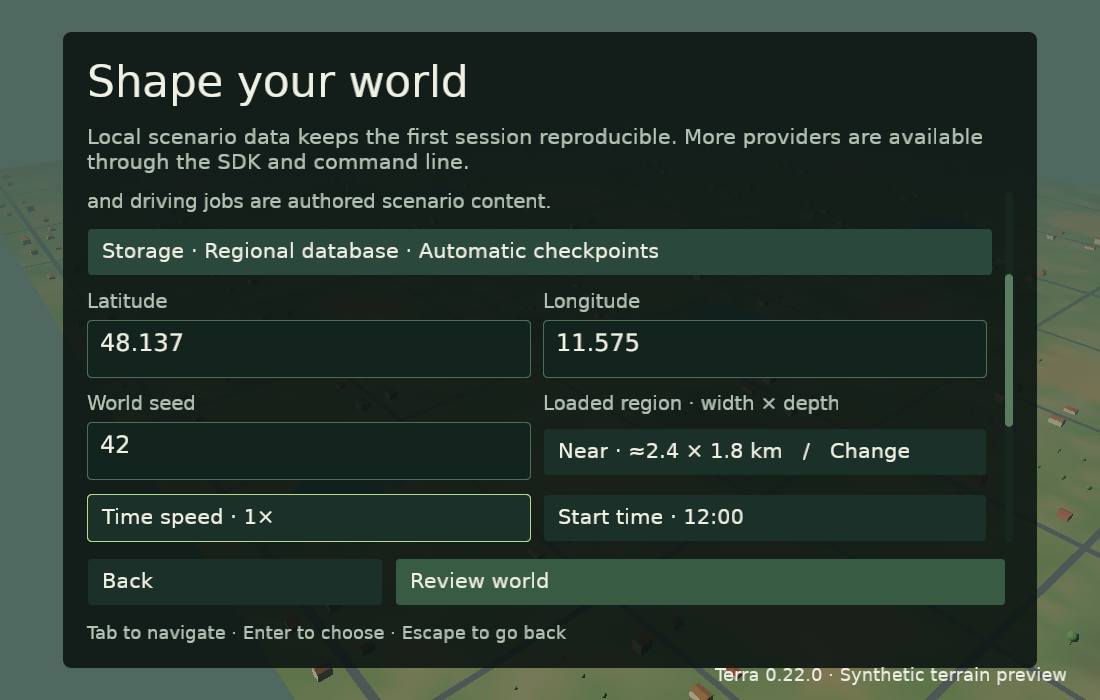 Shape your world
Local scenario data keeps the first session reproducible. More providers are available
through the SDK and command line.
and driving jobs are authored scenario content.
Storage · Regional database · Automatic checkpoints
Latitude
Longitude
48.137
11.575
World seed
Loaded region · width × depth
42
Near · ≈2.4 × 1.8 km / Change
Time speed · 1×
Start time · 12:00
Back
Review world
Tab to navigate · Enter to choose · Escape to go back
Terra 0.22.0 · Synthetic terrain preview